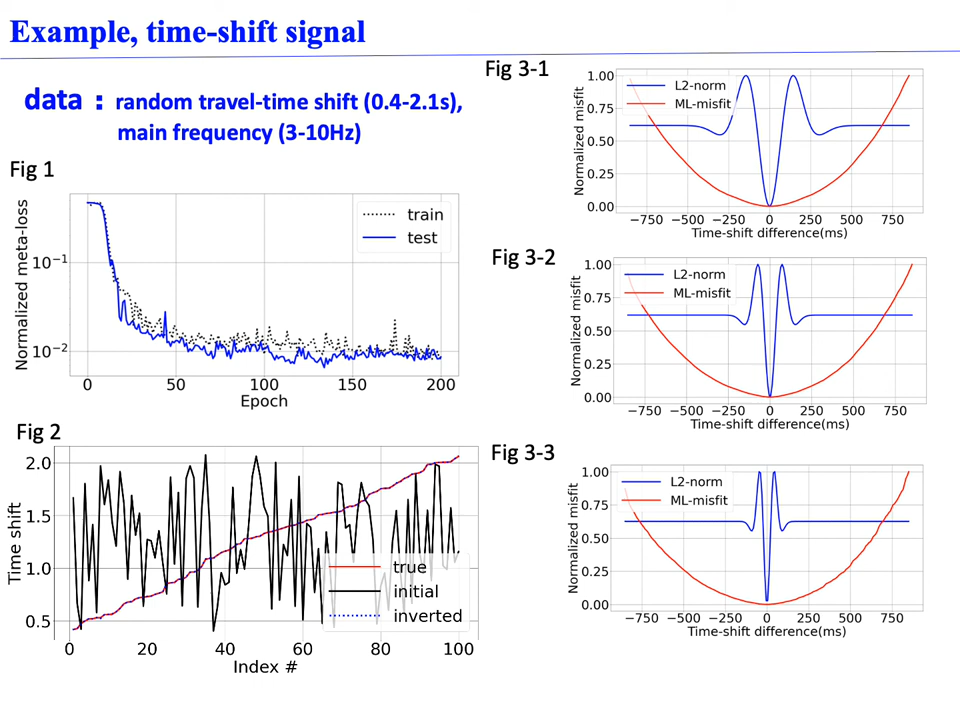 Example, time-shift signal
data : random travel-time shift (0.4-2.1s),
main frequency (3-10Hz)
Fig 1
Normalized meta-loss
10⁻¹
10⁻²
train
test
0 50 100 150 200
Epoch
Fig 2
Time shift
2.0
1.5
1.0
0.5
true
initial
inverted
0 20 40 60 80 100
Index #
Fig 3-1
Normalized misfit
1.00
0.75
0.50
0.25
0.00
L2-norm
ML-misfit
−750 −500 −250 0 250 500 750
Time-shift difference(ms)
Fig 3-2
Normalized misfit
1.00
0.75
0.50
0.25
0.00
L2-norm
ML-misfit
−750 −500 −250 0 250 500 750
Time-shift difference(ms)
Fig 3-3
Normalized misfit
1.00
0.75
0.50
0.25
0.00
L2-norm
ML-misfit
−750 −500 −250 0 250 500 750
Time-shift difference(ms)